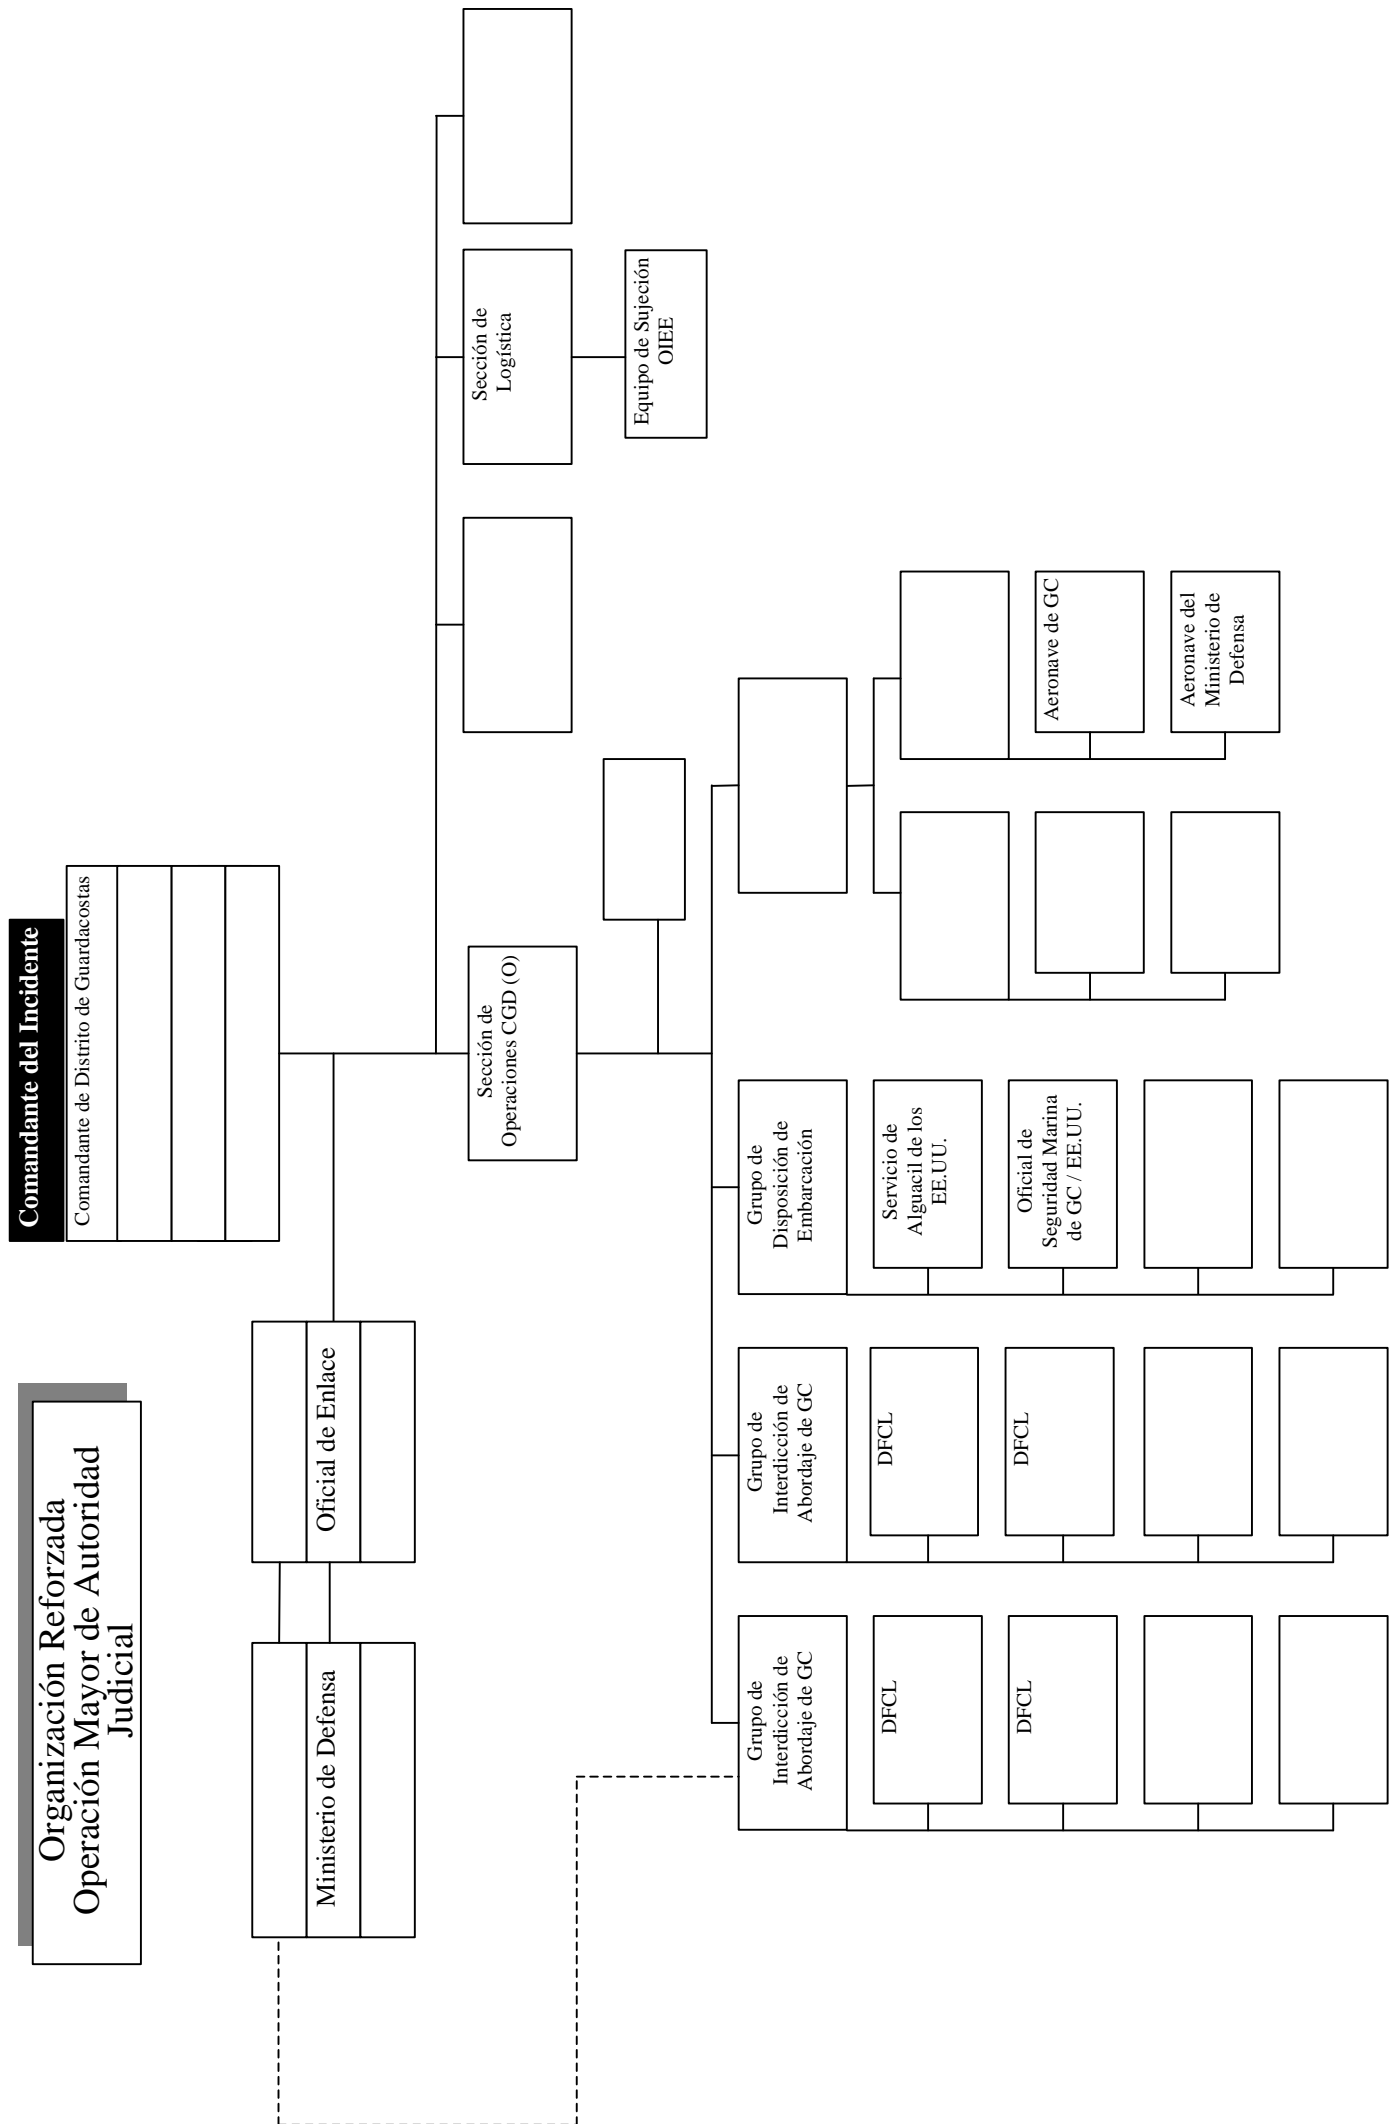 Organización Reforzada
Operación Mayor de Autoridad
Judicial
Comandante del Incidente
Comandante de Distrito de Guardacostas
Ministerio de Defensa
Oficial de Enlace
Sección de
Operaciones CGD (O)
Sección de
Logística
Equipo de Sujeción
OIEE
Grupo de
Interdicción de
Abordaje de GC
DFCL
DFCL
Grupo de
Interdicción de
Abordaje de GC
DFCL
DFCL
Grupo de
Disposición de
Embarcación
Servicio de
Alguacil de los
EE.UU.
Oficial de
Seguridad Marina
de GC / EE.UU.
Aeronave de GC
Aeronave del
Ministerio de
Defensa